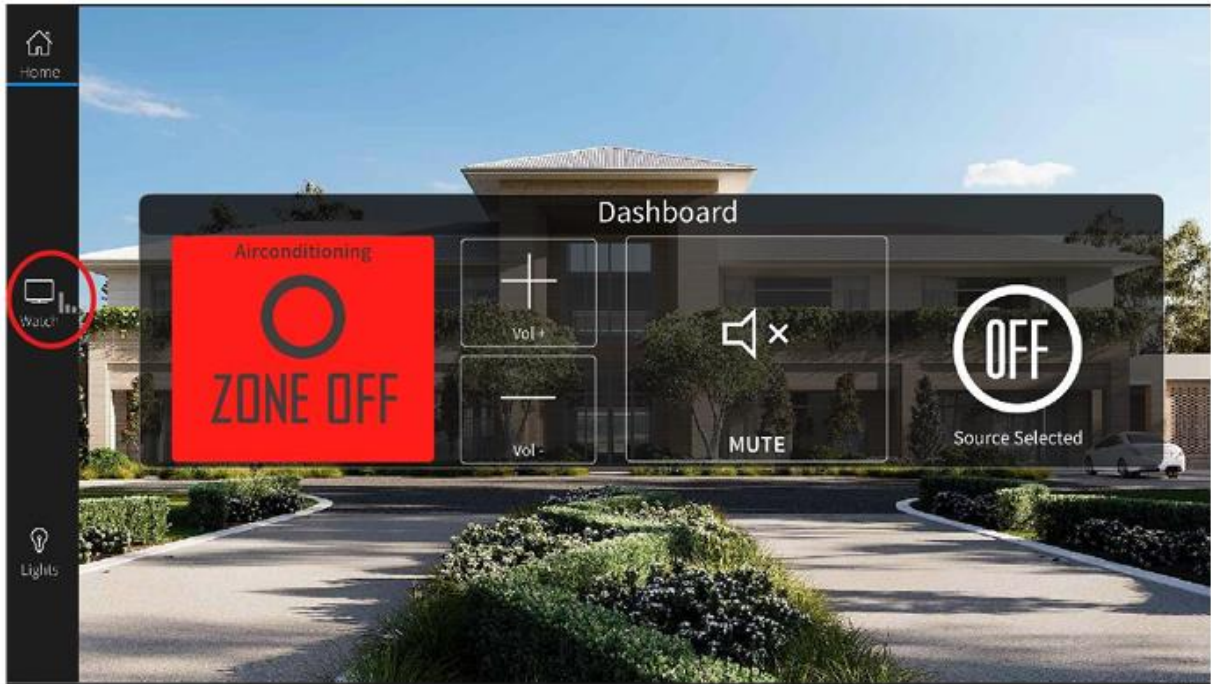 Home
Dashboard
Airconditioning
ZONE OFF
Vol +
Vol -
MUTE
OFF
Source Selected
Watch
Lights